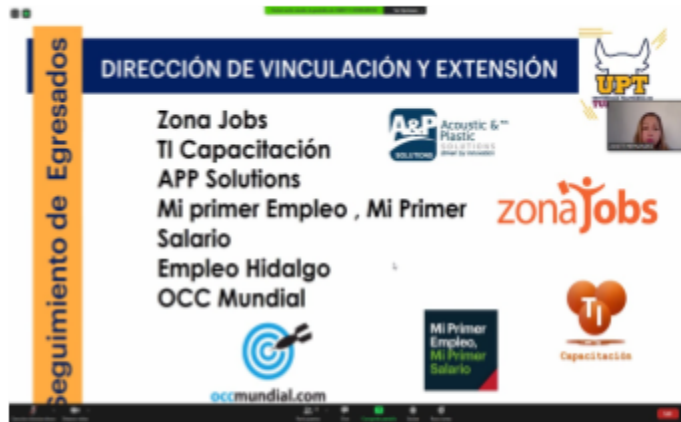 Seguimiento de Egresados
DIRECCIÓN DE VINCULACIÓN Y EXTENSIÓN
UPT
Zona Jobs
TI Capacitación
APP Solutions
Mi primer Empleo , Mi Primer
Salario
Empleo Hidalgo
OCC Mundial
A&P
SOLUTIONS
Acoustic &™
Plastic
SOLUTIONS
zonajobs
TI
Capacitación
Mi Primer
Empleo,
Mi Primer
Salario
occmundial.com